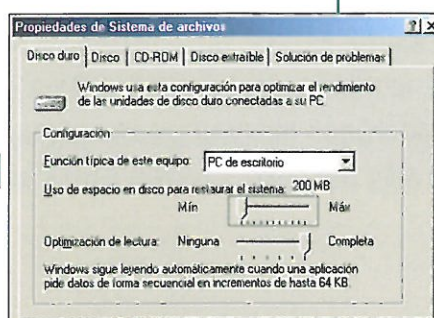 Propiedades de Sistema de archivos
Disco duro Disco CD-ROM Disco extraíble Solución de problemas
Windows usa esta configuración para optimizar el rendimiento
de las unidades de disco duro conectadas a su PC
Configuración
Función típica de este equipo: PC de escritorio
Uso de espacio en disco para restaurar el sistema: 200 MB
Mín Máx
Optimización de lectura: Ninguna Completa
Windows sigue leyendo automáticamente cuando una aplicación
pide datos de forma secuencial en incrementos de hasta 64 KB.